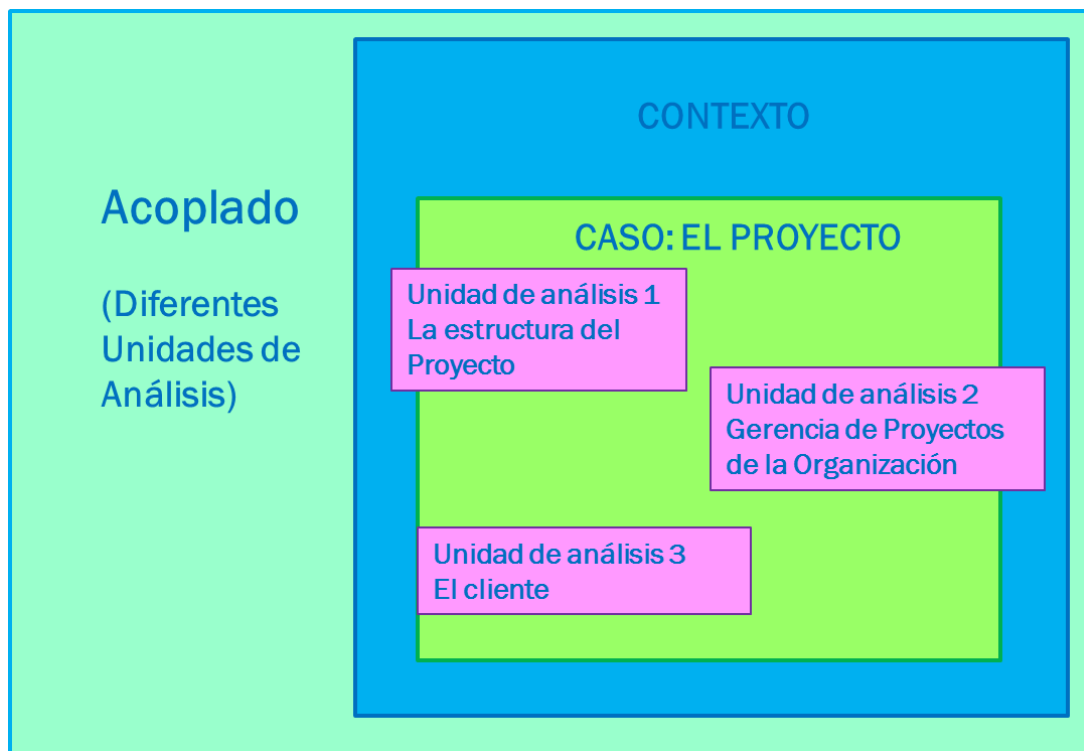 CONTEXTO
Acoplado
(Diferentes
Unidades de
Análisis)
CASO: EL PROYECTO
Unidad de análisis 1
La estructura del
Proyecto
Unidad de análisis 2
Gerencia de Proyectos
de la Organización
Unidad de análisis 3
El cliente